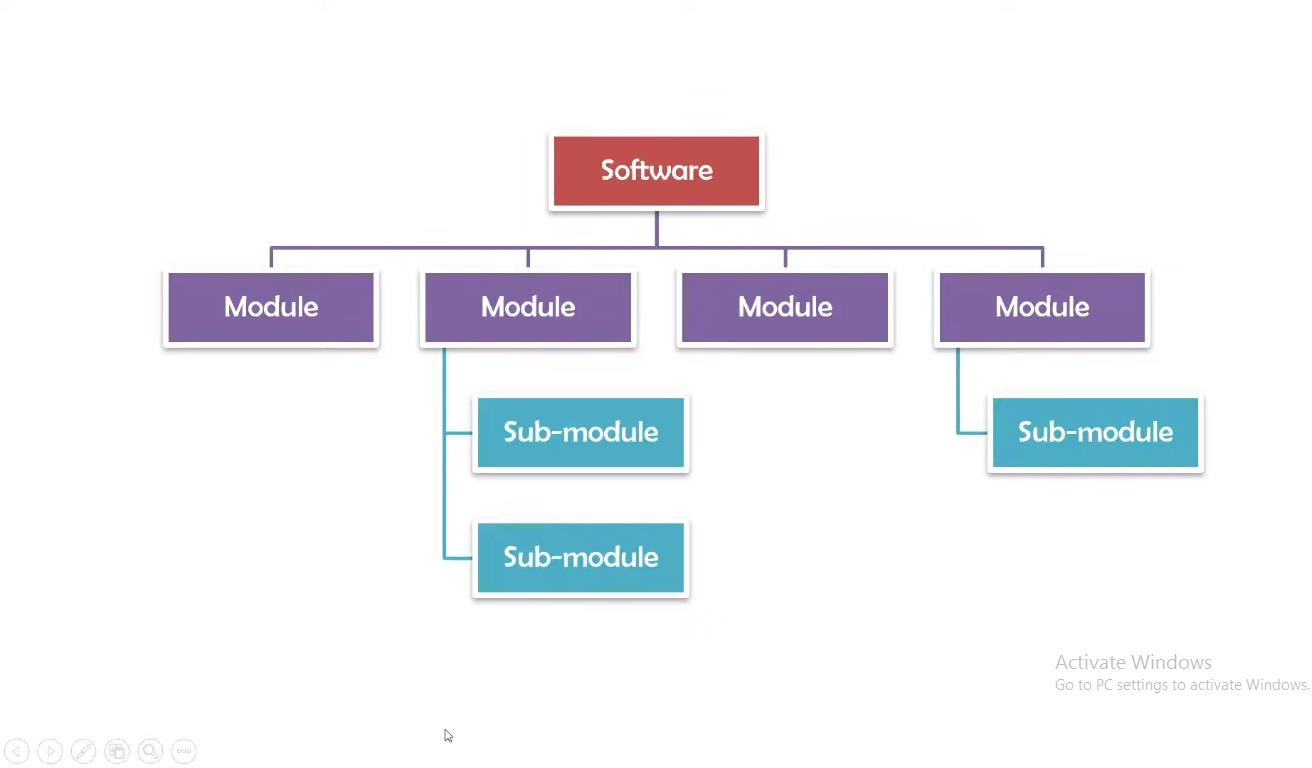 Software
Module
Module
Module
Module
Sub-module
Sub-module
Sub-module
Activate Windows
Go to PC settings to activate Windows.